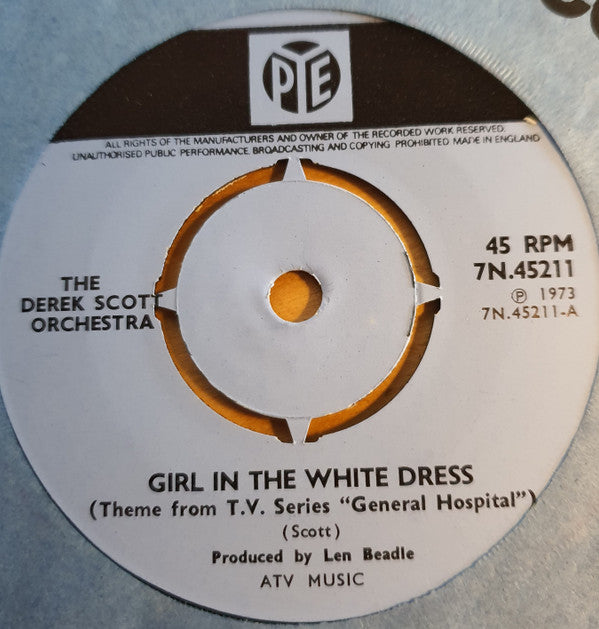 PYE
ALL RIGHTS OF THE MANUFACTURERS AND OWNER OF THE RECORDED WORK RESERVED.
UNAUTHORISED PUBLIC PERFORMANCE, BROADCASTING AND COPYING PROHIBITED MADE IN ENGLAND
45 RPM
7N.45211
℗ 1973
7N.45211-A
THE
DEREK SCOTT
ORCHESTRA
GIRL IN THE WHITE DRESS
(Theme from T.V. Series "General Hospital")
(Scott)
Produced by Len Beadle
ATV MUSIC